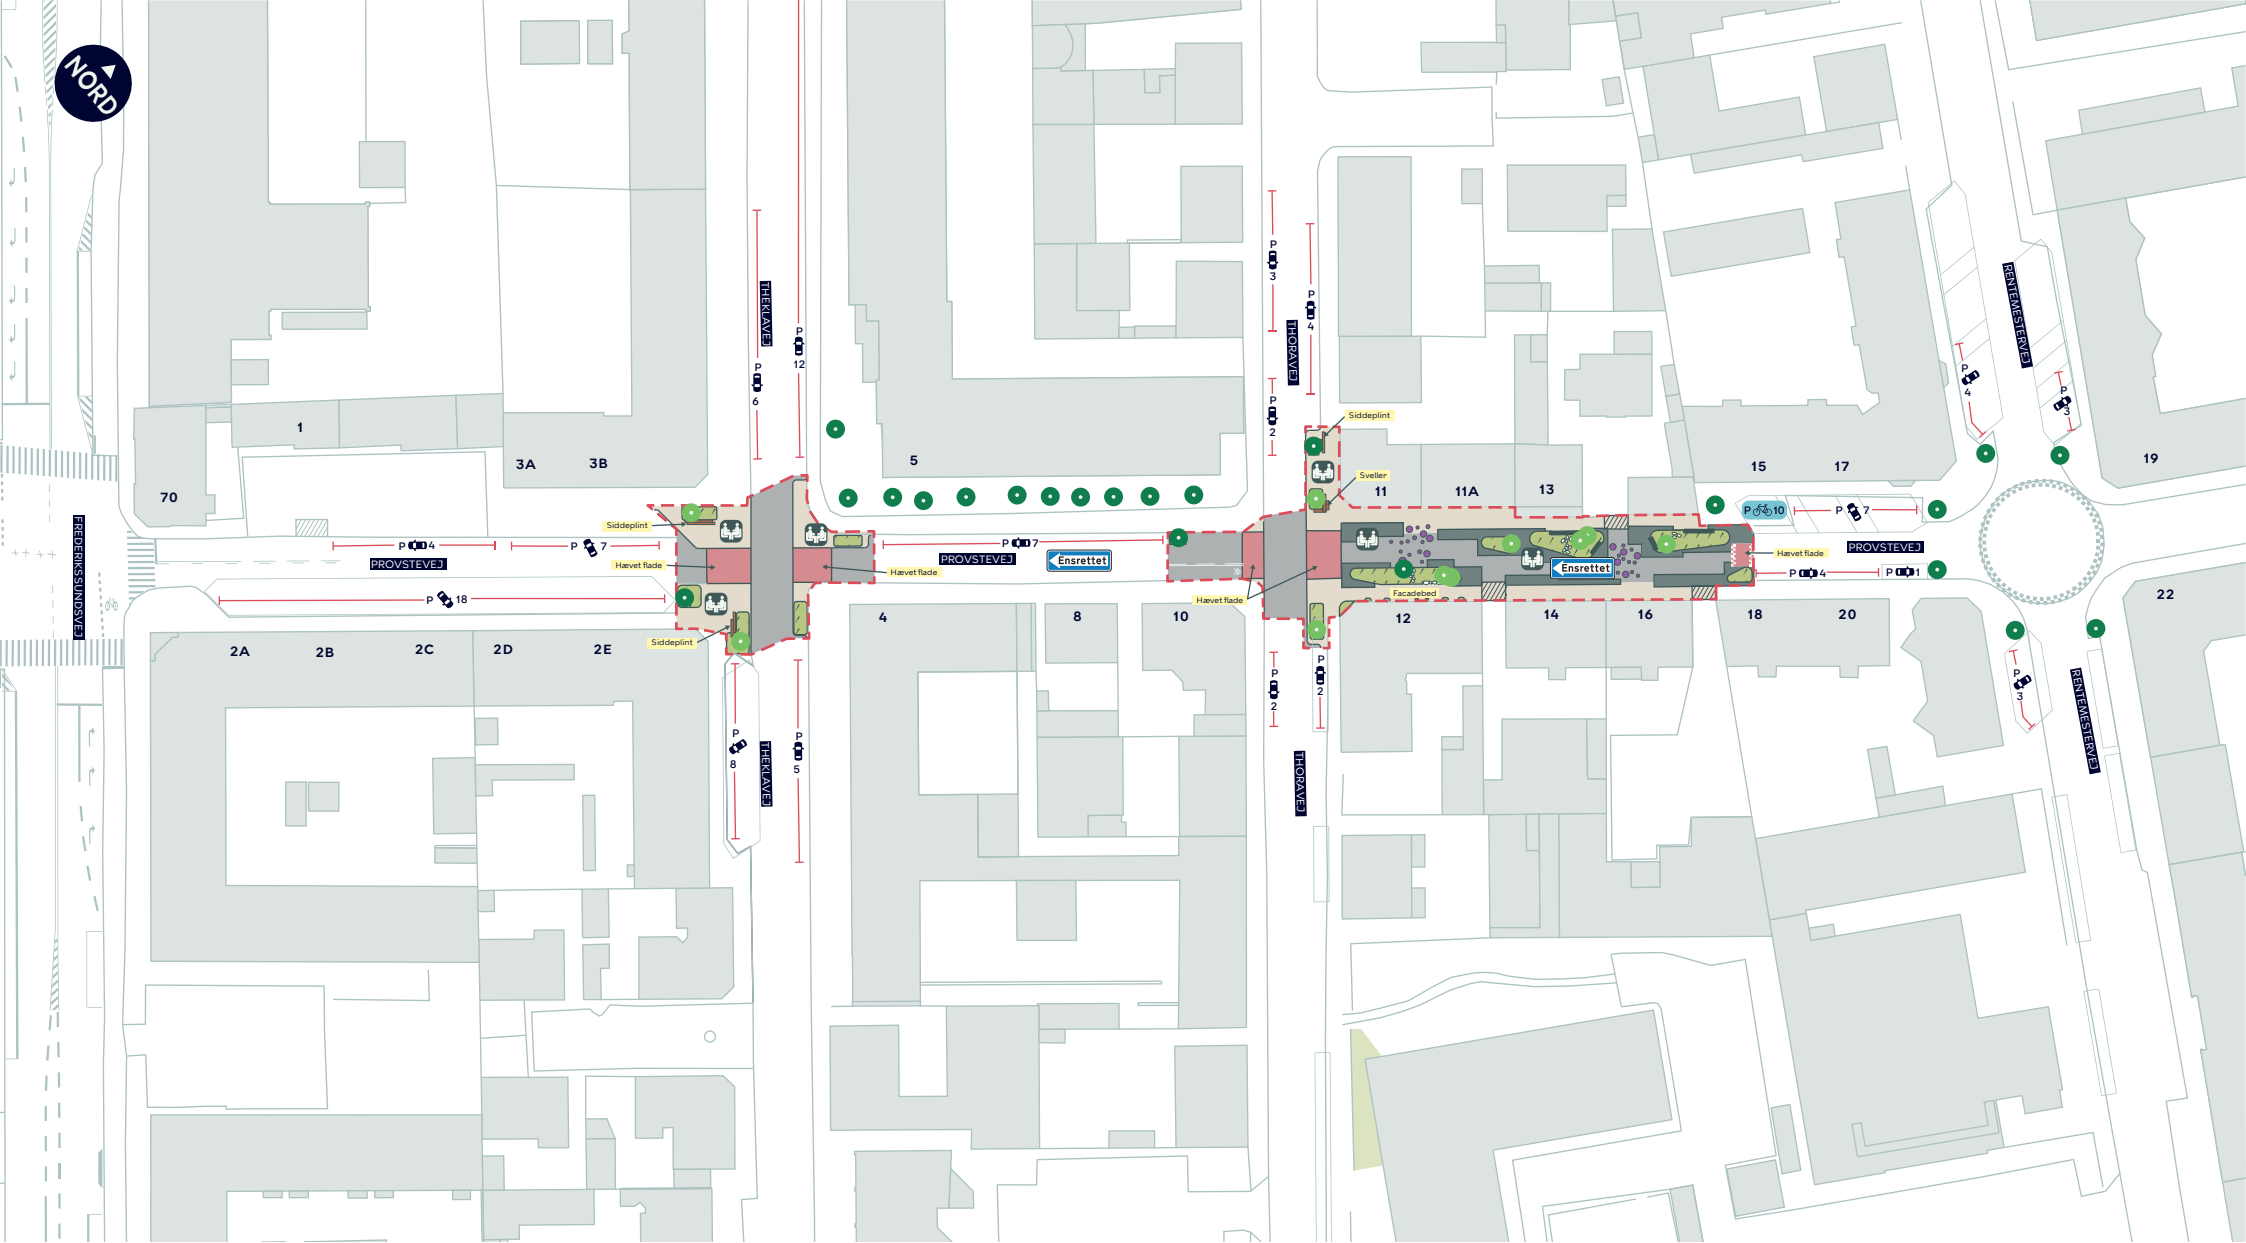 NORD
FREDERIKSSUNDSVEJ
70
1
3A
3B
P 4
PROVSTEVEJ
P 7
P 18
2A
2B
2C
2D
2E
THEKLAVEJ
P 6
P 12
Siddeplint
Hævet flade
Siddeplint
Hævet flade
P 8
THEKLAVEJ
P 5
5
P 7
PROVSTEVEJ
Ensrettet
4
8
10
P 3
P 4
THORAVEJ
P 2
Siddeplint
Sveller
Hævet flade
P 2
P 2
THORAVEJ
11
11A
13
Ensrettet
Facadebed
12
14
16
15
17
P 10
P 7
Hævet flade
PROVSTEVEJ
P 4
P 1
18
20
RENTEMESTERVEJ
P 4
P 3
19
22
P 3
RENTEMESTERVEJ